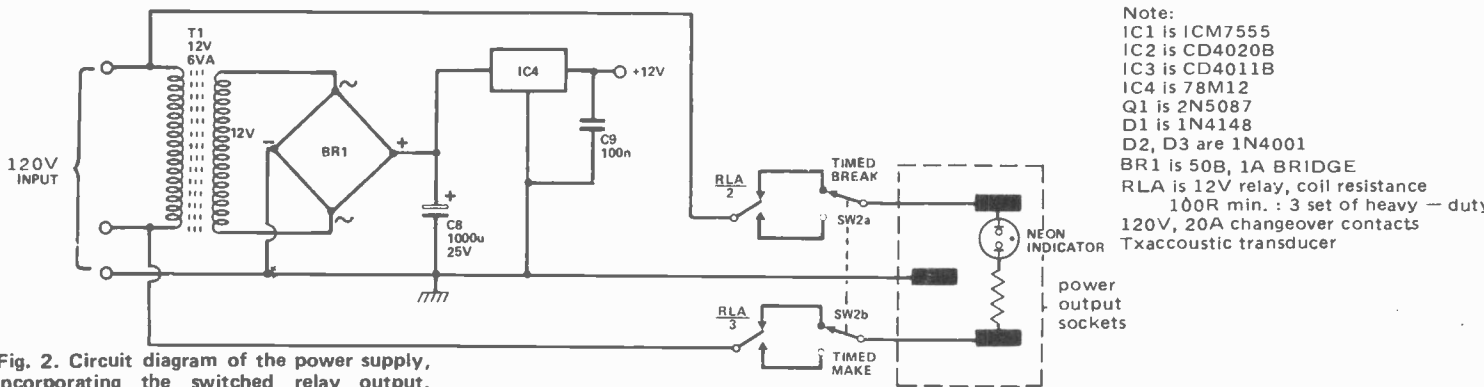 T1
12V
6VA
12V
120V
INPUT
BR1
IC4
+12V
C9
100n
+
C8
1000u
25V
RLA
2
TIMED
BREAK
SW2a
RLA
3
SW2b
TIMED
MAKE
NEON
INDICATOR
power
output
sockets
Note:
IC1 is ICM7555
IC2 is CD4020B
IC3 is CD4011B
IC4 is 78M12
Q1 is 2N5087
D1 is 1N4148
D2, D3 are 1N4001
BR1 is 50B, 1A BRIDGE
RLA is 12V relay, coil resistance
100R min. : 3 set of heavy — duty
120V, 20A changeover contacts
Txaccoustic transducer
Fig. 2. Circuit diagram of the power supply,
incorporating the switched relay output.